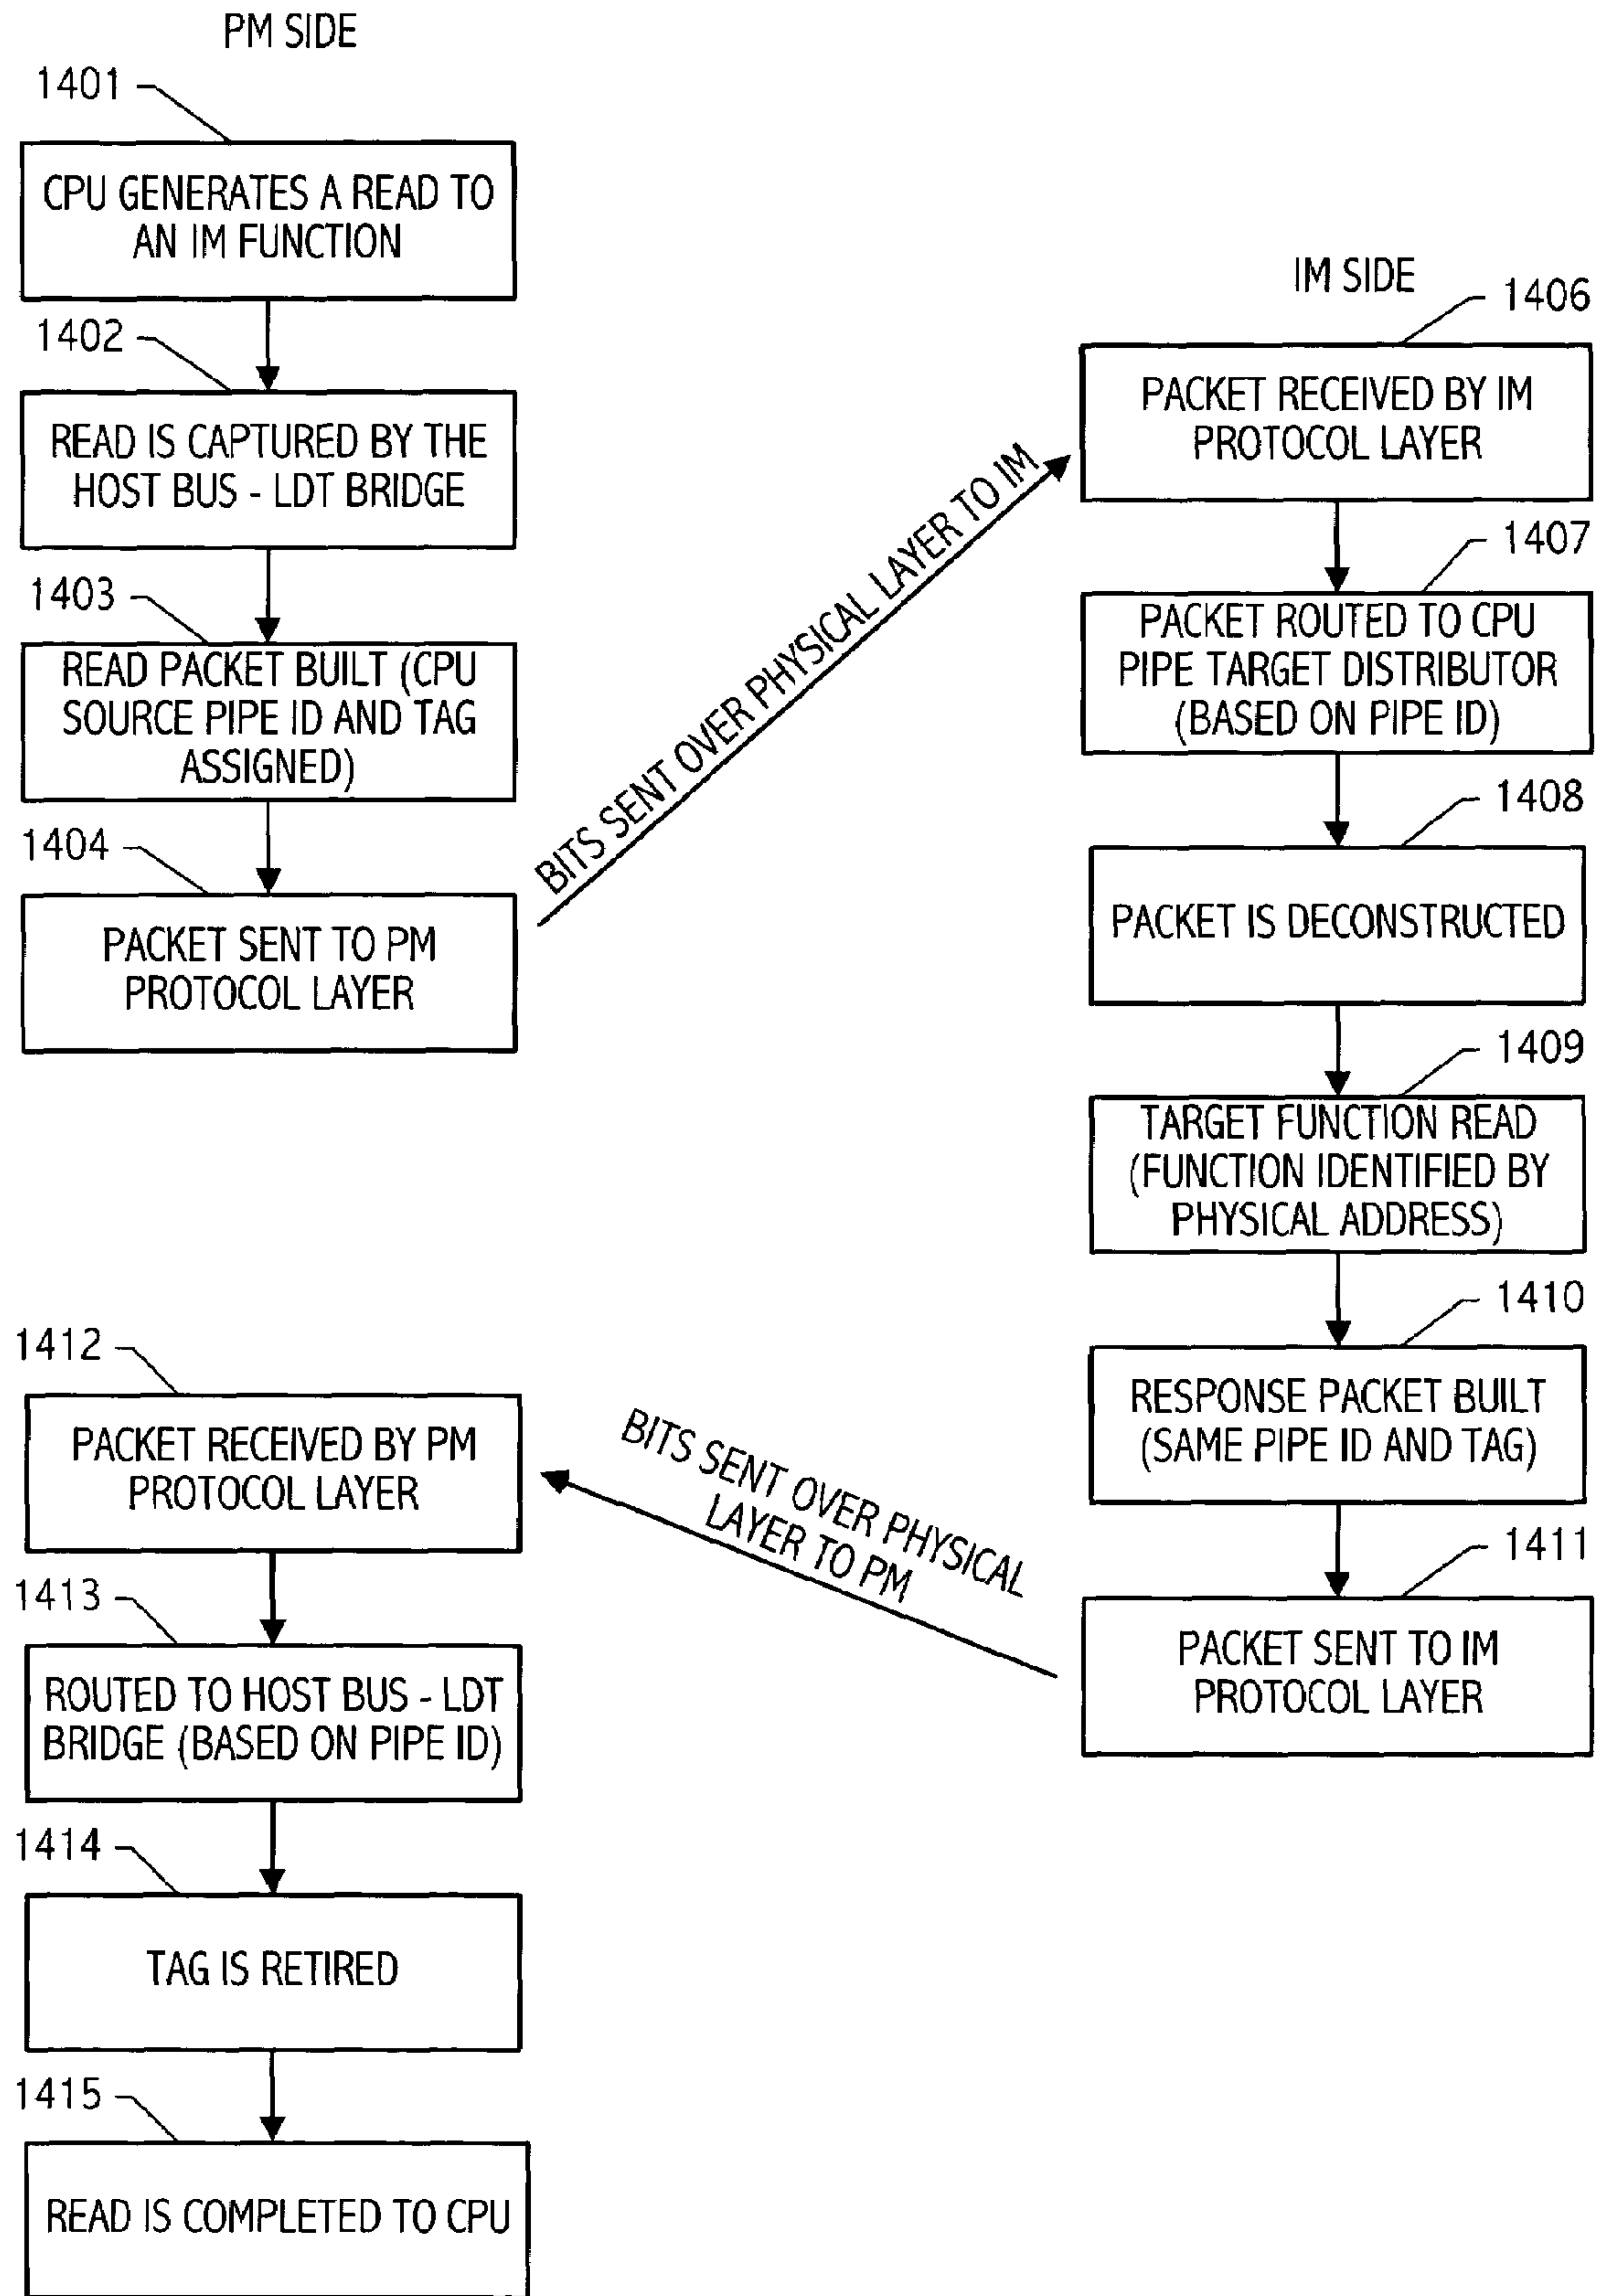 PM SIDE
1401
CPU GENERATES A READ TO
AN IM FUNCTION
1402
READ IS CAPTURED BY THE
HOST BUS - LDT BRIDGE
1403
READ PACKET BUILT (CPU
SOURCE PIPE ID AND TAG
ASSIGNED)
1404
PACKET SENT TO PM
PROTOCOL LAYER
BITS SENT OVER PHYSICAL LAYER TO IM
IM SIDE
1406
PACKET RECEIVED BY IM
PROTOCOL LAYER
1407
PACKET ROUTED TO CPU
PIPE TARGET DISTRIBUTOR
(BASED ON PIPE ID)
1408
PACKET IS DECONSTRUCTED
1409
TARGET FUNCTION READ
(FUNCTION IDENTIFIED BY
PHYSICAL ADDRESS)
1410
RESPONSE PACKET BUILT
(SAME PIPE ID AND TAG)
1411
PACKET SENT TO IM
PROTOCOL LAYER
BITS SENT OVER PHYSICAL
LAYER TO PM
1412
PACKET RECEIVED BY PM
PROTOCOL LAYER
1413
ROUTED TO HOST BUS - LDT
BRIDGE (BASED ON PIPE ID)
1414
TAG IS RETIRED
1415
READ IS COMPLETED TO CPU